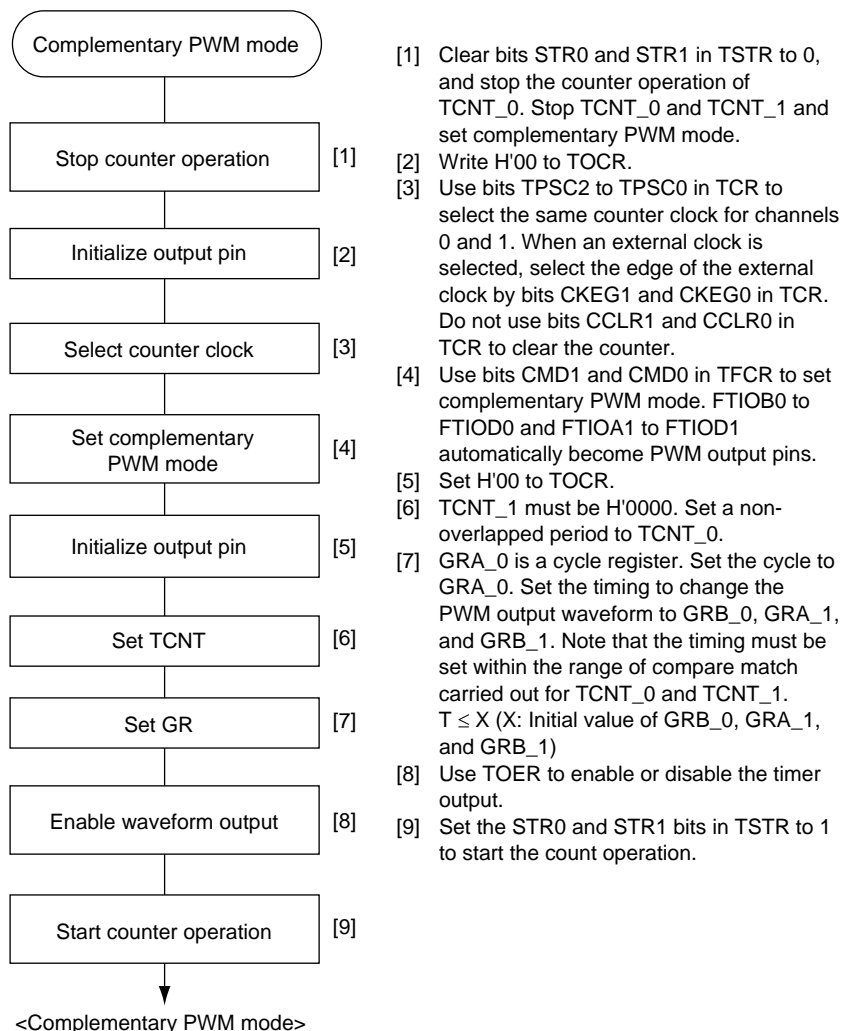 Complementary PWM mode
Stop counter operation
[1]
Initialize output pin
[2]
Select counter clock
[3]
Set complementary
PWM mode
[4]
Initialize output pin
[5]
Set TCNT
[6]
Set GR
[7]
Enable waveform output
[8]
Start counter operation
[9]
<Complementary PWM mode>
[1] Clear bits STR0 and STR1 in TSTR to 0,
and stop the counter operation of
TCNT_0. Stop TCNT_0 and TCNT_1 and
set complementary PWM mode.
[2] Write H'00 to TOCR.
[3] Use bits TPSC2 to TPSC0 in TCR to
select the same counter clock for channels
0 and 1. When an external clock is
selected, select the edge of the external
clock by bits CKEG1 and CKEG0 in TCR.
Do not use bits CCLR1 and CCLR0 in
TCR to clear the counter.
[4] Use bits CMD1 and CMD0 in TFCR to set
complementary PWM mode. FTIOB0 to
FTIOD0 and FTIOA1 to FTIOD1
automatically become PWM output pins.
[5] Set H'00 to TOCR.
[6] TCNT_1 must be H'0000. Set a non-
overlapped period to TCNT_0.
[7] GRA_0 is a cycle register. Set the cycle to
GRA_0. Set the timing to change the
PWM output waveform to GRB_0, GRA_1,
and GRB_1. Note that the timing must be
set within the range of compare match
carried out for TCNT_0 and TCNT_1.
T ≤ X (X: Initial value of GRB_0, GRA_1,
and GRB_1)
[8] Use TOER to enable or disable the timer
output.
[9] Set the STR0 and STR1 bits in TSTR to 1
to start the count operation.